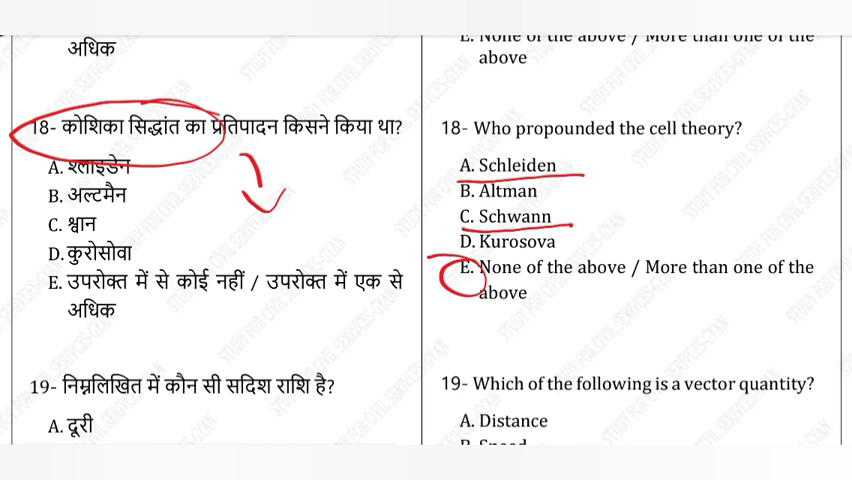 अधिक
18- कोशिका सिद्धांत का प्रतिपादन किसने किया था?
A. श्लाइडेन
B. अल्टमैन
C. श्वान
D. कुरोसोवा
E. उपरोक्त में से कोई नहीं / उपरोक्त में एक से
अधिक
19- निम्नलिखित में कौन सी सदिश राशि है?
A. दूरी
E. None of the above / More than one of the
above
18- Who propounded the cell theory?
A. Schleiden
B. Altman
C. Schwann
D. Kurosova
E. None of the above / More than one of the
above
19- Which of the following is a vector quantity?
A. Distance
B. Speed